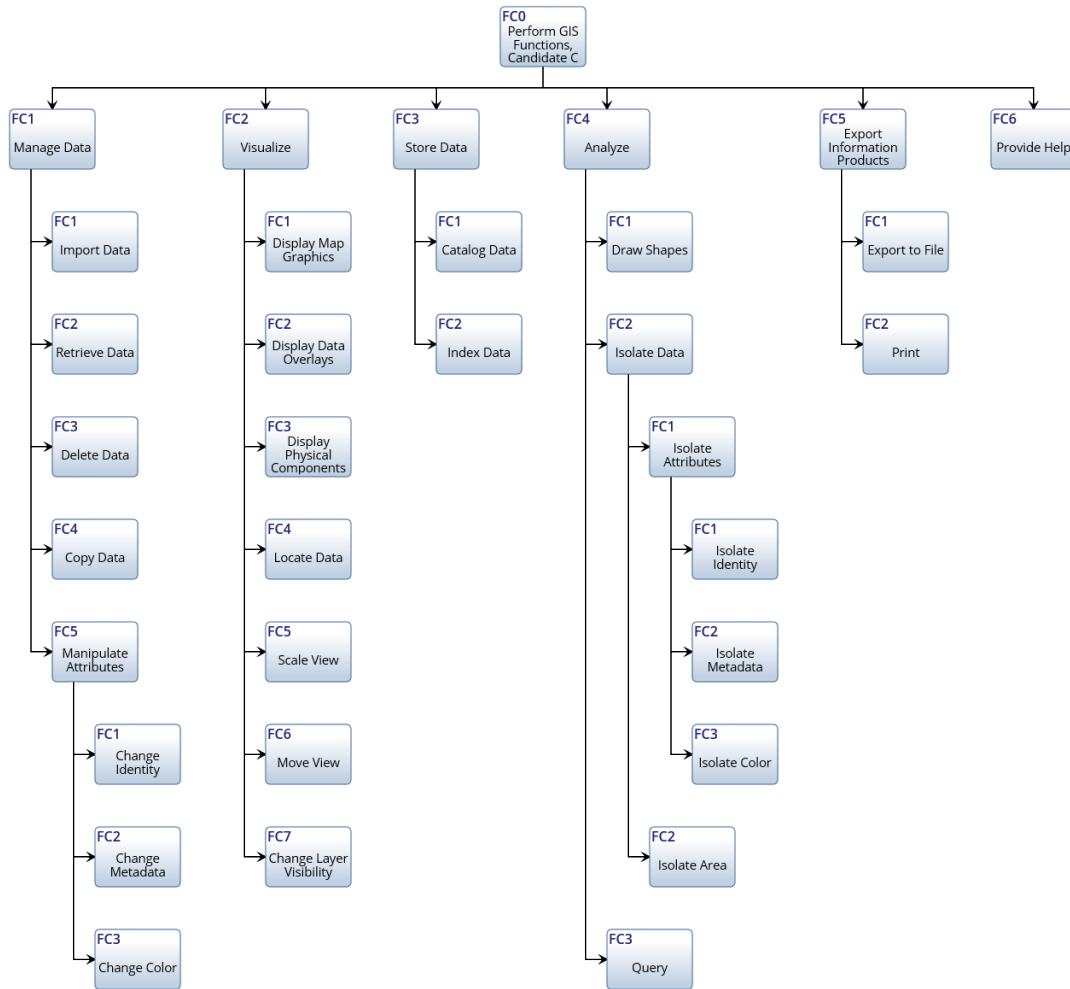 FC0
Perform GIS
Functions,
Candidate C
FC1
Manage Data
FC2
Visualize
FC3
Store Data
FC4
Analyze
FC5
Export
Information
Products
FC6
Provide Help
FC1
Import Data
FC1
Display Map
Graphics
FC1
Catalog Data
FC1
Draw Shapes
FC1
Export to File
FC2
Retrieve Data
FC2
Display Data
Overlays
FC2
Index Data
FC2
Isolate Data
FC2
Print
FC3
Delete Data
FC3
Display
Physical
Components
FC1
Isolate
Attributes
FC4
Copy Data
FC4
Locate Data
FC1
Isolate
Identity
FC5
Manipulate
Attributes
FC5
Scale View
FC2
Isolate
Metadata
FC1
Change
Identity
FC6
Move View
FC3
Isolate Color
FC2
Change
Metadata
FC7
Change Layer
Visibility
FC2
Isolate Area
FC3
Change Color
FC3
Query